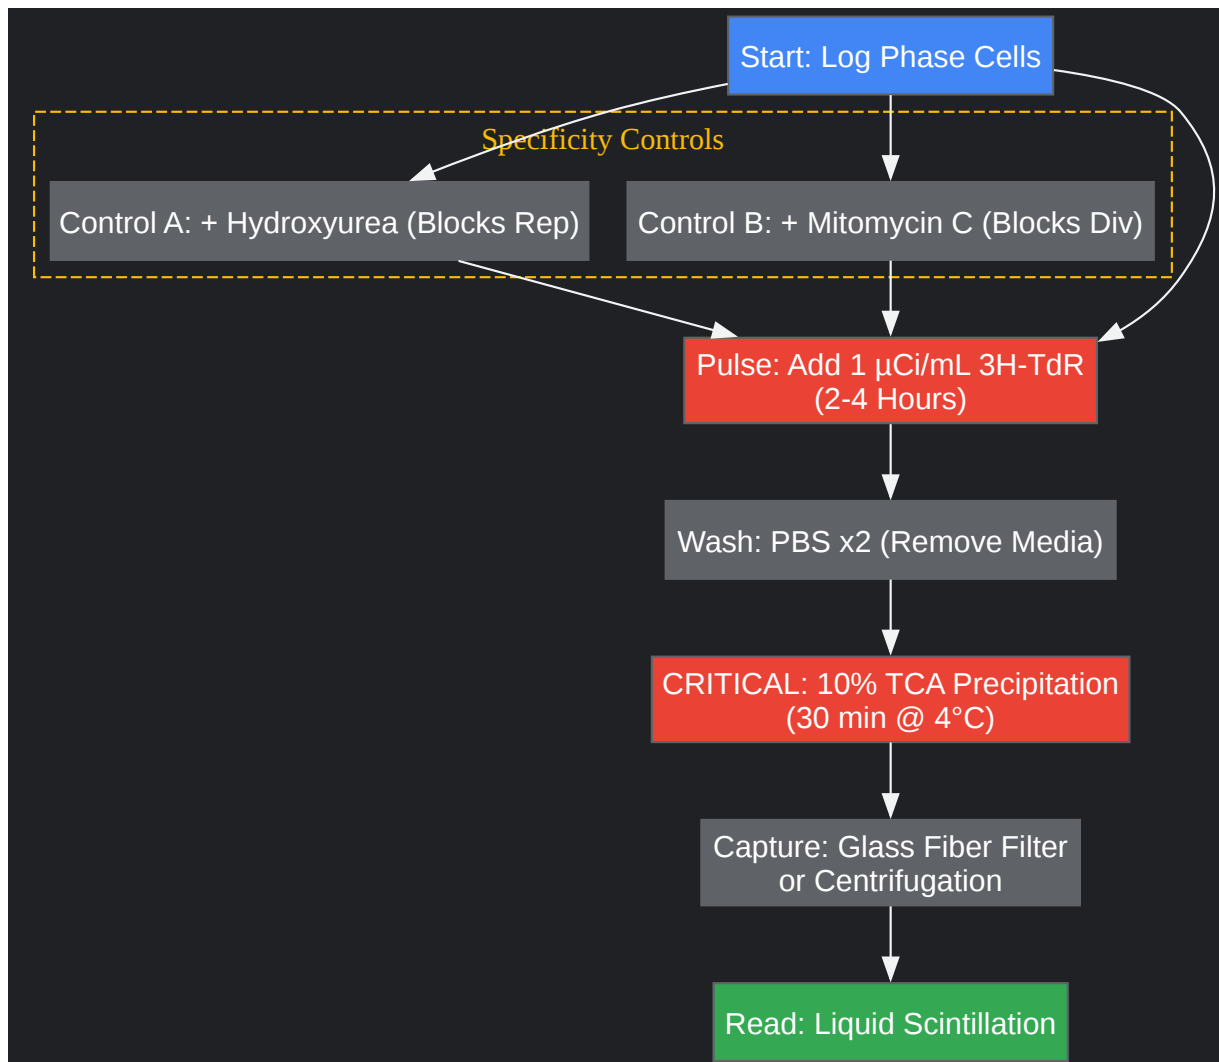 Start: Log Phase Cells
Specificity Controls
Control A: + Hydroxyurea (Blocks Rep)
Control B: + Mitomycin C (Blocks Div)
Pulse: Add 1 µCi/mL 3H-TdR
(2-4 Hours)
Wash: PBS x2 (Remove Media)
CRITICAL: 10% TCA Precipitation
(30 min @ 4°C)
Capture: Glass Fiber Filter
or Centrifugation
Read: Liquid Scintillation